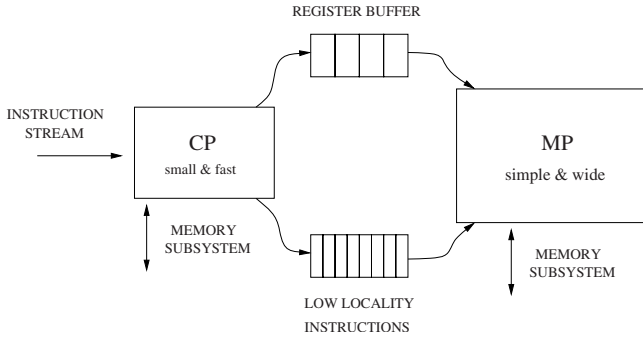 REGISTER BUFFER
INSTRUCTION
STREAM
CP
small & fast
MP
simple & wide
MEMORY
SUBSYSTEM
MEMORY
SUBSYSTEM
LOW LOCALITY
INSTRUCTIONS